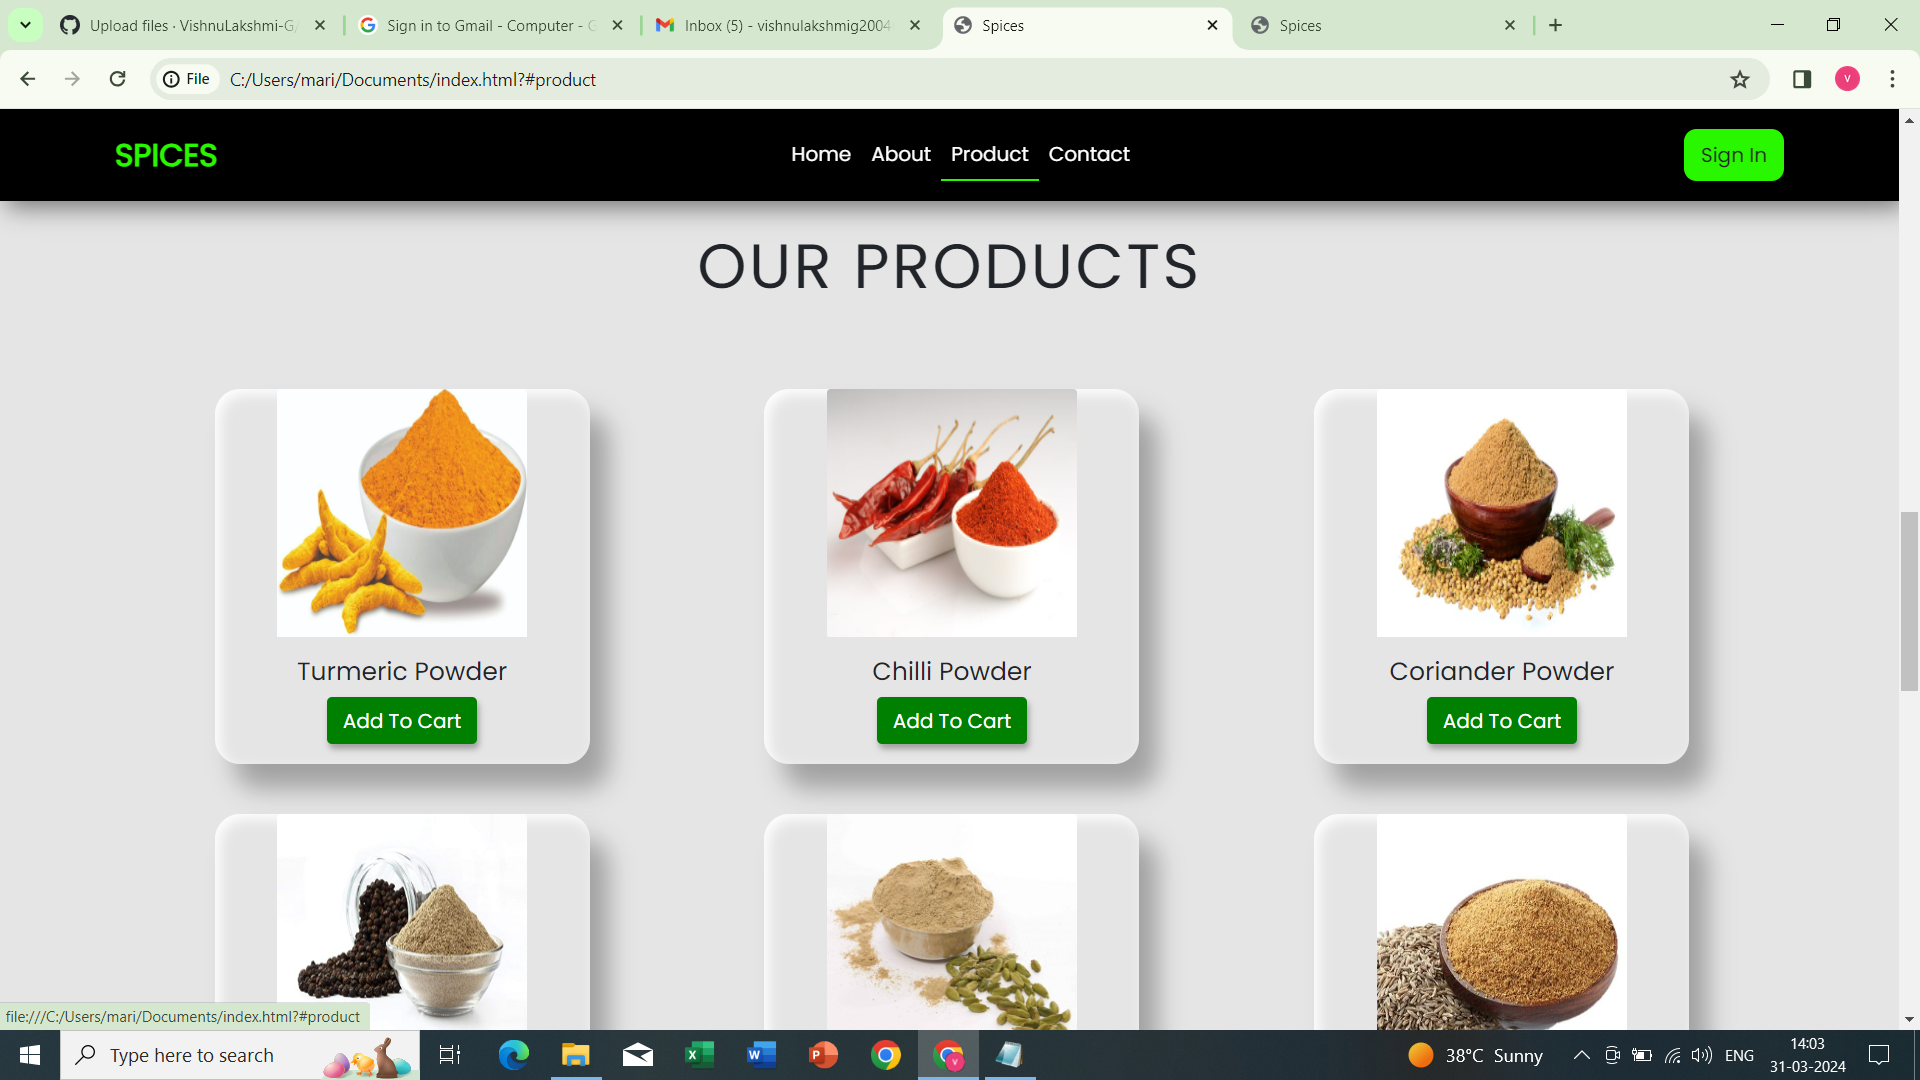 Upload files · VishnuLakshmi-G/
Sign in to Gmail - Computer - G
Inbox (5) - vishnulakshmig2004
Spices
Spices
File
C:/Users/mari/Documents/index.html?#product
V
SPICES
Home
About
Product
Contact
Sign In
OUR PRODUCTS
Turmeric Powder
Chilli Powder
Coriander Powder
Add To Cart
Add To Cart
Add To Cart
file:///C:/Users/mari/Documents/index.html?#product
Type here to search
38°C Sunny
ENG
14:03
31-03-2024